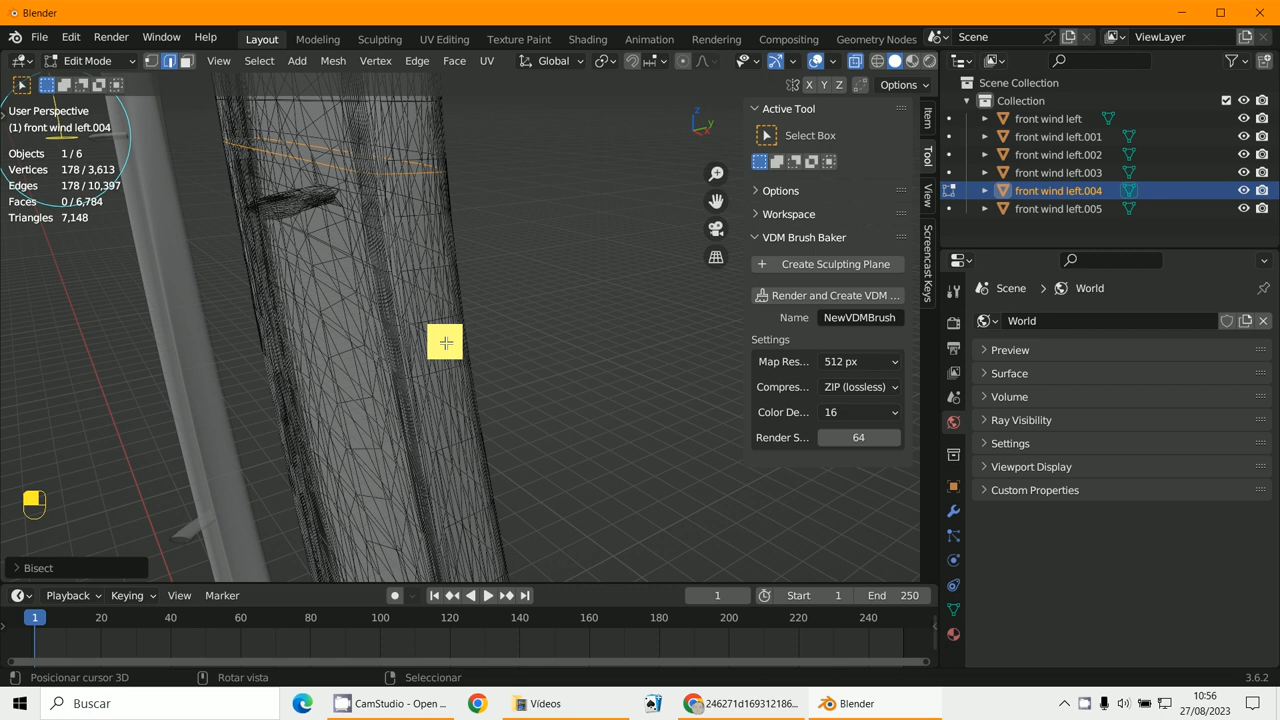 Blender
File Edit Render Window Help Layout Modeling Sculpting UV Editing Texture Paint Shading Animation Rendering Compositing Geometry Nodes Scene ViewLayer
Edit Mode View Select Add Mesh Vertex Edge Face UV Global
X Y Z Options
User Perspective
(1) front wind left.004
Objects 1/6
Vertices 178/3,613
Edges 178/10,397
Faces 0/6,784
Triangles 7,148
Z
Y
X
Bisect
Active Tool
Select Box
Options
Workspace
VDM Brush Baker
Create Sculpting Plane
Render and Create VDM ...
Name NewVDMBrush
Settings
Map Res... 512 px
Compres... ZIP (lossless)
Color De... 16
Render S... 64
Item
Tool
View
Screencast Keys
Scene Collection
Collection
front wind left
front wind left.001
front wind left.002
front wind left.003
front wind left.004
front wind left.005
Scene World
World
Preview
Surface
Volume
Ray Visibility
Settings
Viewport Display
Custom Properties
Playback Keying View Marker 1 Start 1 End 250
1 20 40 60 80 100 120 140 160 180 200 220 240
Posicionar cursor 3D Rotar vista Seleccionar 3.6.2
Buscar CamStudio - Open ... Vídeos 246271d169312186... Blender
10:56
27/08/2023